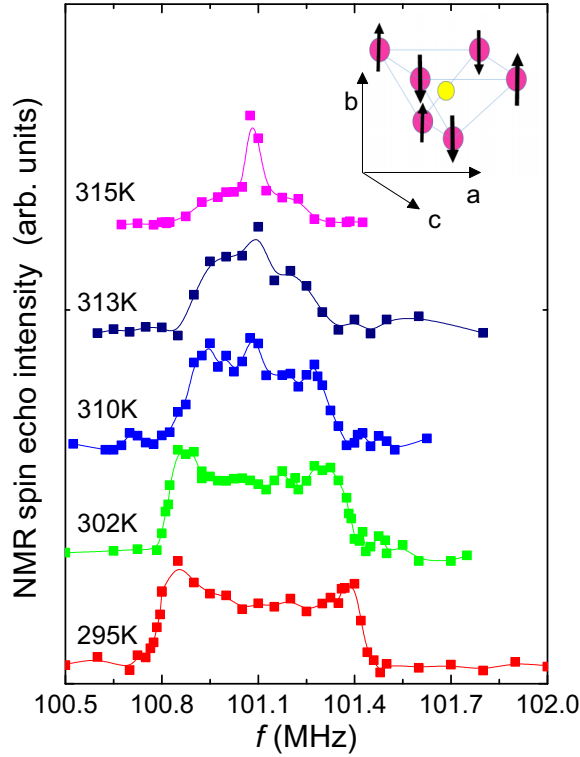 NMR spin echo intensity (arb. units)
b
a
c
315K
313K
310K
302K
295K
100.5 100.8 101.1 101.4 101.7 102.0
f (MHz)